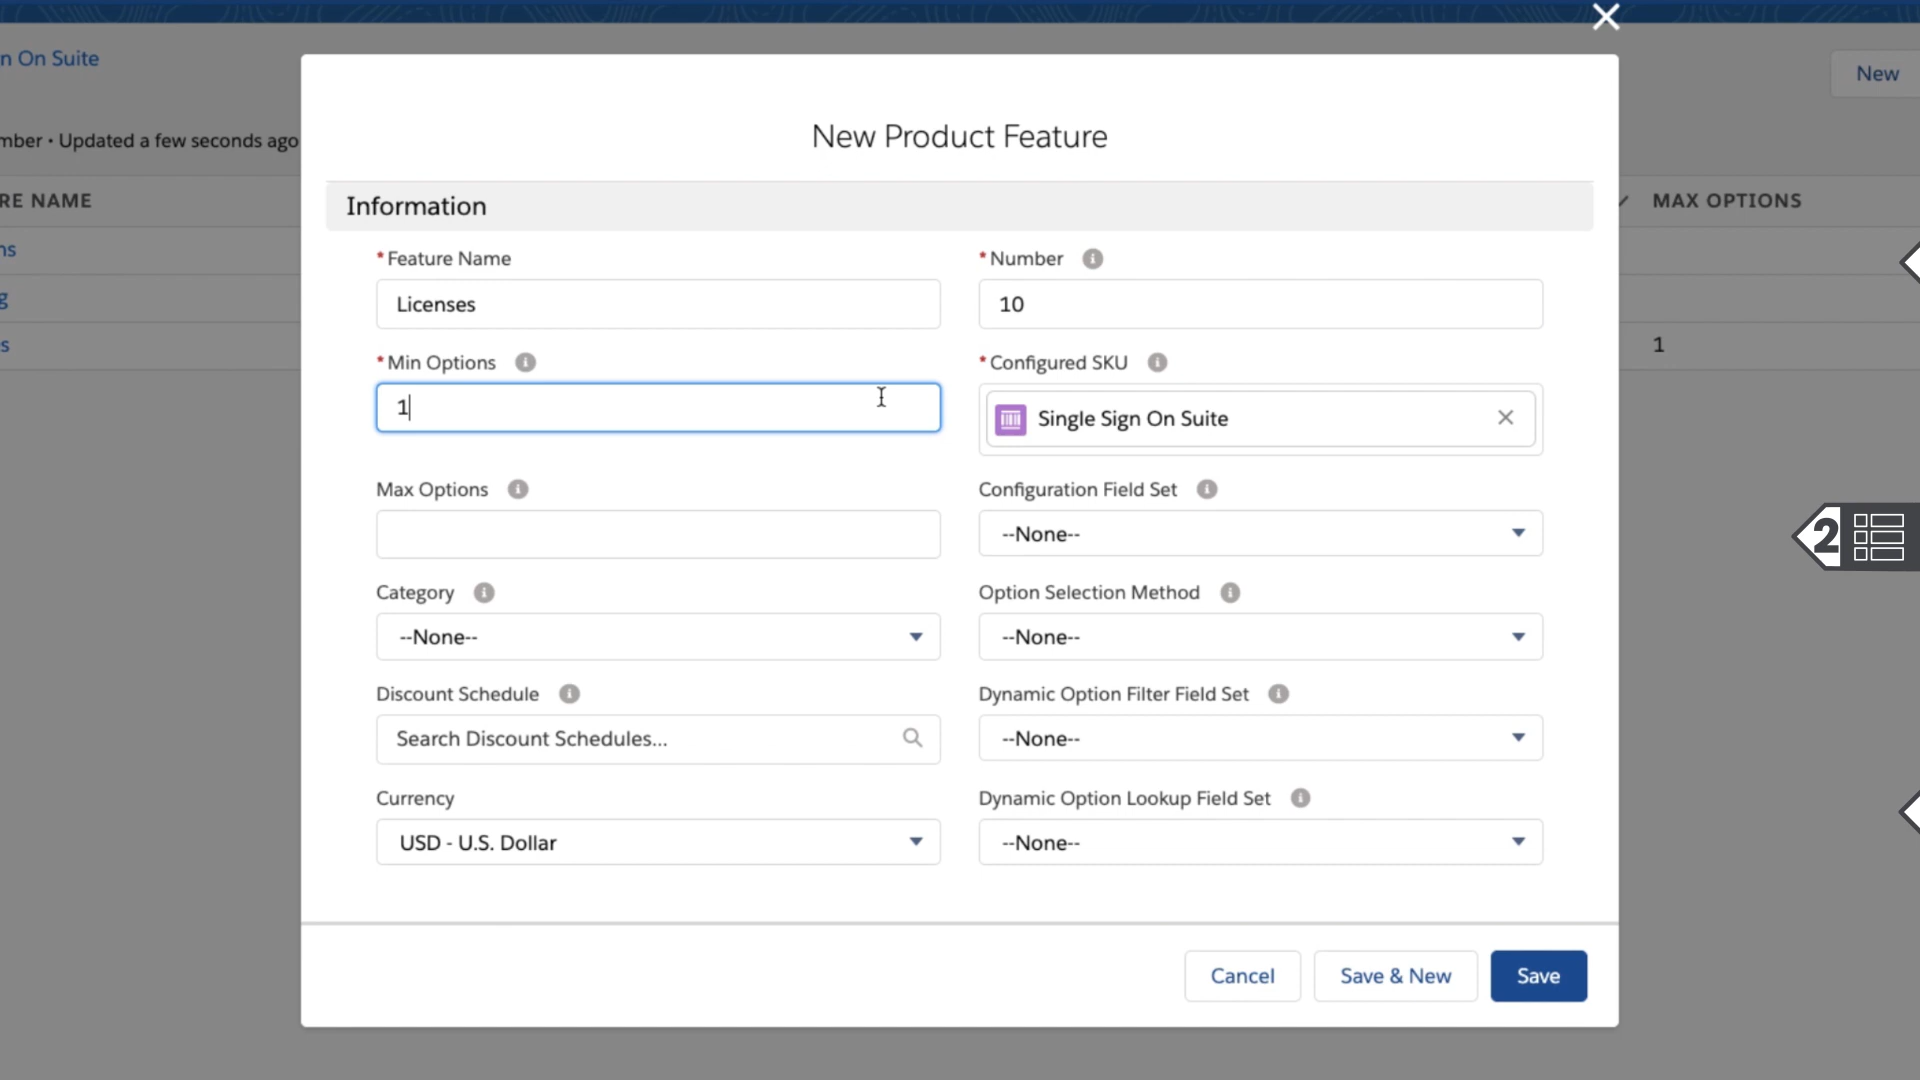 n On Suite
New
mber • Updated a few seconds ago
RE NAME
MAX OPTIONS
ns
g
s
1
New Product Feature
Information
*Feature Name
Licenses
*Number
10
*Min Options
1
*Configured SKU
Single Sign On Suite
Max Options
Configuration Field Set
--None--
Category
--None--
Option Selection Method
--None--
Discount Schedule
Search Discount Schedules...
Dynamic Option Filter Field Set
--None--
Currency
USD - U.S. Dollar
Dynamic Option Lookup Field Set
--None--
Cancel
Save & New
Save
2